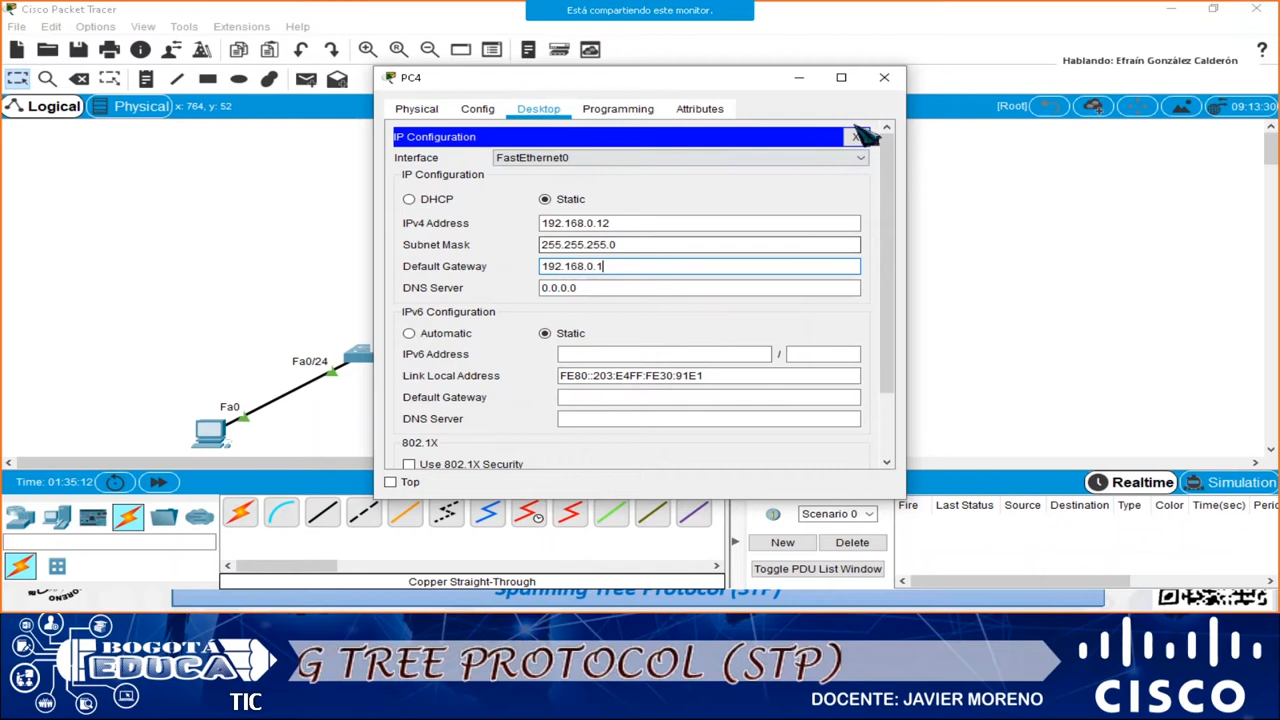 Cisco Packet Tracer
Está compartiendo este monitor.
File Edit Options View Tools Extensions Help
Hablando: Efraín González Calderón
?
Logical Physical x: 764, y: 52
[Root] 09:13:30
PC4
Physical Config Desktop Programming Attributes
IP Configuration X
Interface FastEthernet0
IP Configuration
DHCP Static
IPv4 Address 192.168.0.12
Subnet Mask 255.255.255.0
Default Gateway 192.168.0.1
DNS Server 0.0.0.0
IPv6 Configuration
Automatic Static
IPv6 Address /
Link Local Address FE80::203:E4FF:FE30:91E1
Default Gateway
DNS Server
802.1X
Use 802.1X Security
Top
Fa0/24
Fa0
Time: 01:35:12
Realtime Simulation
Scenario 0
New Delete
Toggle PDU List Window
Fire Last Status Source Destination Type Color Time(sec) Perio
Copper Straight-Through
Spanning Tree Protocol (STP)
BOGOTÁ
EDUCA
TIC
G TREE PROTOCOL (STP)
DOCENTE: JAVIER MORENO
CISCO